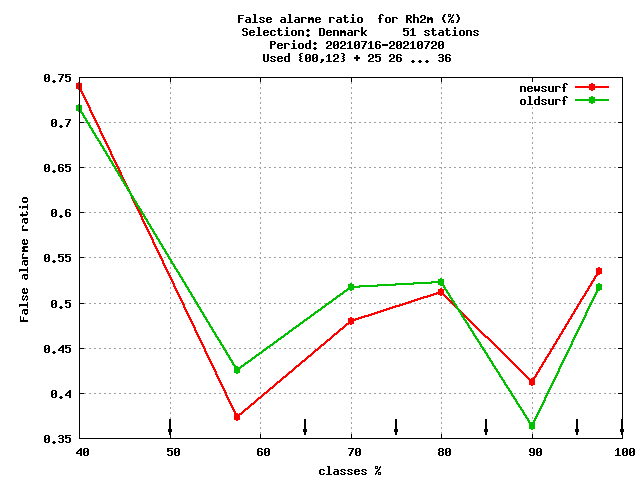 False alarme ratio  for Rh2m (%)
Selection: Denmark     51 stations
Period: 20210716-20210720
Used {00,12} + 25 26 ... 36
newsurf
oldsurf
0.75
0.7
0.65
0.6
0.55
0.5
0.45
0.4
0.35
False alarme ratio
40 50 60 70 80 90 100
classes %